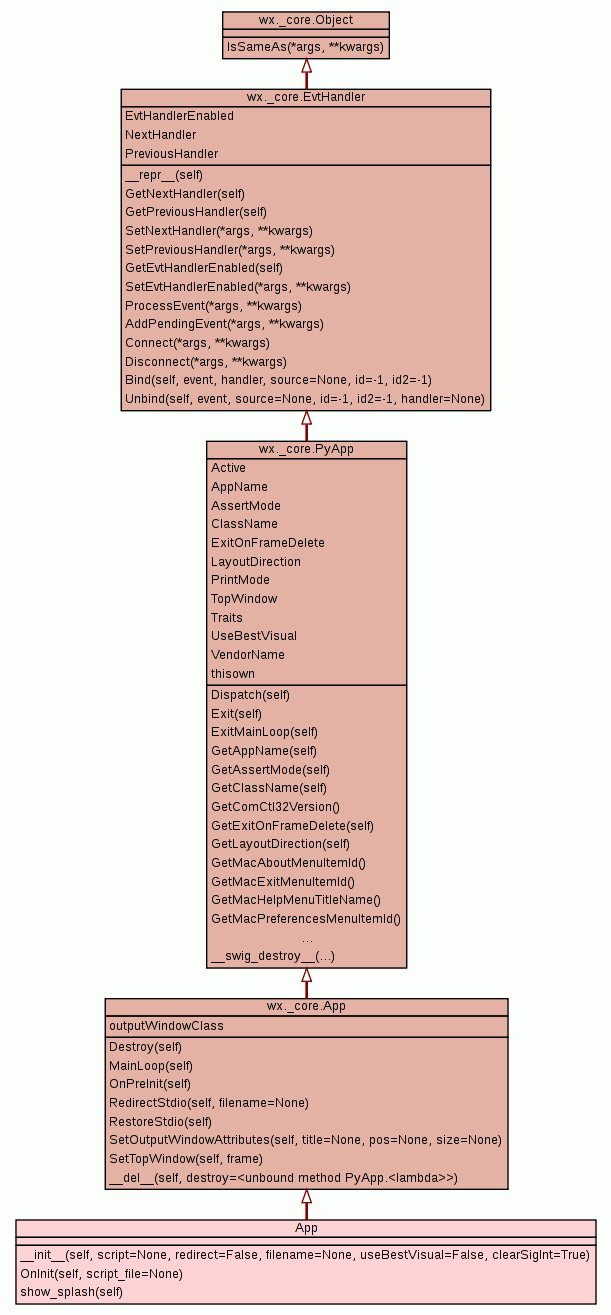 wx._core.Object
IsSameAs(*args, **kwargs)
wx._core.EvtHandler
EvtHandlerEnabled
NextHandler
PreviousHandler
__repr__(self)
GetNextHandler(self)
GetPreviousHandler(self)
SetNextHandler(*args, **kwargs)
SetPreviousHandler(*args, **kwargs)
GetEvtHandlerEnabled(self)
SetEvtHandlerEnabled(*args, **kwargs)
ProcessEvent(*args, **kwargs)
AddPendingEvent(*args, **kwargs)
Connect(*args, **kwargs)
Disconnect(*args, **kwargs)
Bind(self, event, handler, source=None, id=-1, id2=-1)
Unbind(self, event, source=None, id=-1, id2=-1, handler=None)
wx._core.PyApp
Active
AppName
AssertMode
ClassName
ExitOnFrameDelete
LayoutDirection
PrintMode
TopWindow
Traits
UseBestVisual
VendorName
thisown
Dispatch(self)
Exit(self)
ExitMainLoop(self)
GetAppName(self)
GetAssertMode(self)
GetClassName(self)
GetComCtl32Version()
GetExitOnFrameDelete(self)
GetLayoutDirection(self)
GetMacAboutMenuItemId()
GetMacExitMenuItemId()
GetMacHelpMenuTitleName()
GetMacPreferencesMenuItemId()
...
__swig_destroy__(...)
wx._core.App
outputWindowClass
Destroy(self)
MainLoop(self)
OnPreInit(self)
RedirectStdio(self, filename=None)
RestoreStdio(self)
SetOutputWindowAttributes(self, title=None, pos=None, size=None)
SetTopWindow(self, frame)
__del__(self, destroy=<unbound method PyApp.<lambda>>)
App
__init__(self, script=None, redirect=False, filename=None, useBestVisual=False, clearSigInt=True)
OnInit(self, script_file=None)
show_splash(self)